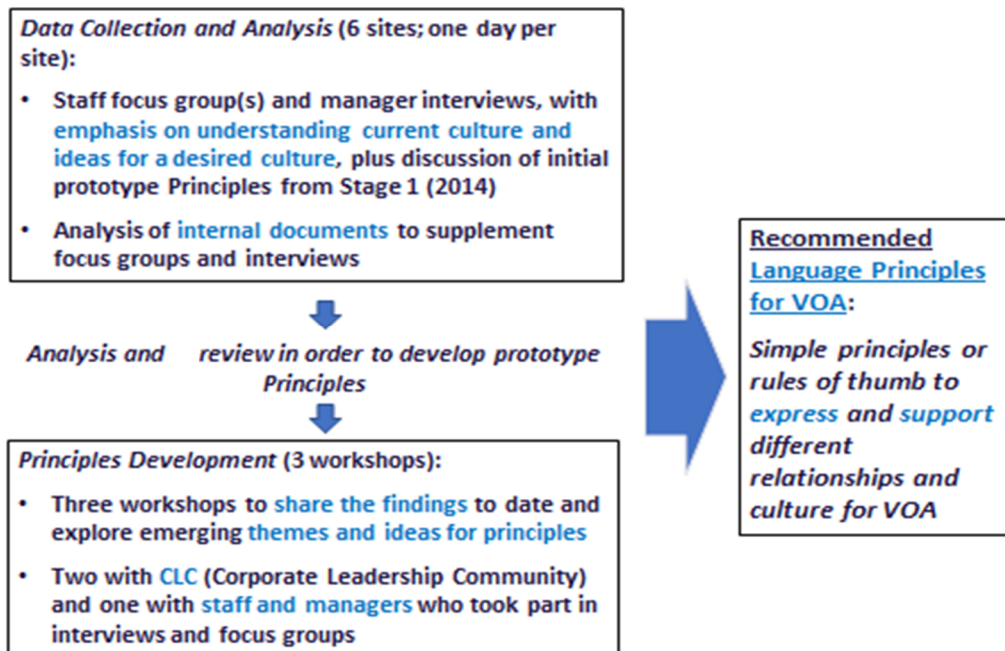 Data Collection and Analysis (6 sites; one day per
site):
• Staff focus group(s) and manager interviews, with
emphasis on understanding current culture and
ideas for a desired culture, plus discussion of initial
prototype Principles from Stage 1 (2014)
• Analysis of internal documents to supplement
focus groups and interviews
Analysis and review in order to develop prototype
Principles
Principles Development (3 workshops):
• Three workshops to share the findings to date and
explore emerging themes and ideas for principles
• Two with CLC (Corporate Leadership Community)
and one with staff and managers who took part in
interviews and focus groups
Recommended
Language Principles
for VOA:
Simple principles or
rules of thumb to
express and support
different
relationships and
culture for VOA